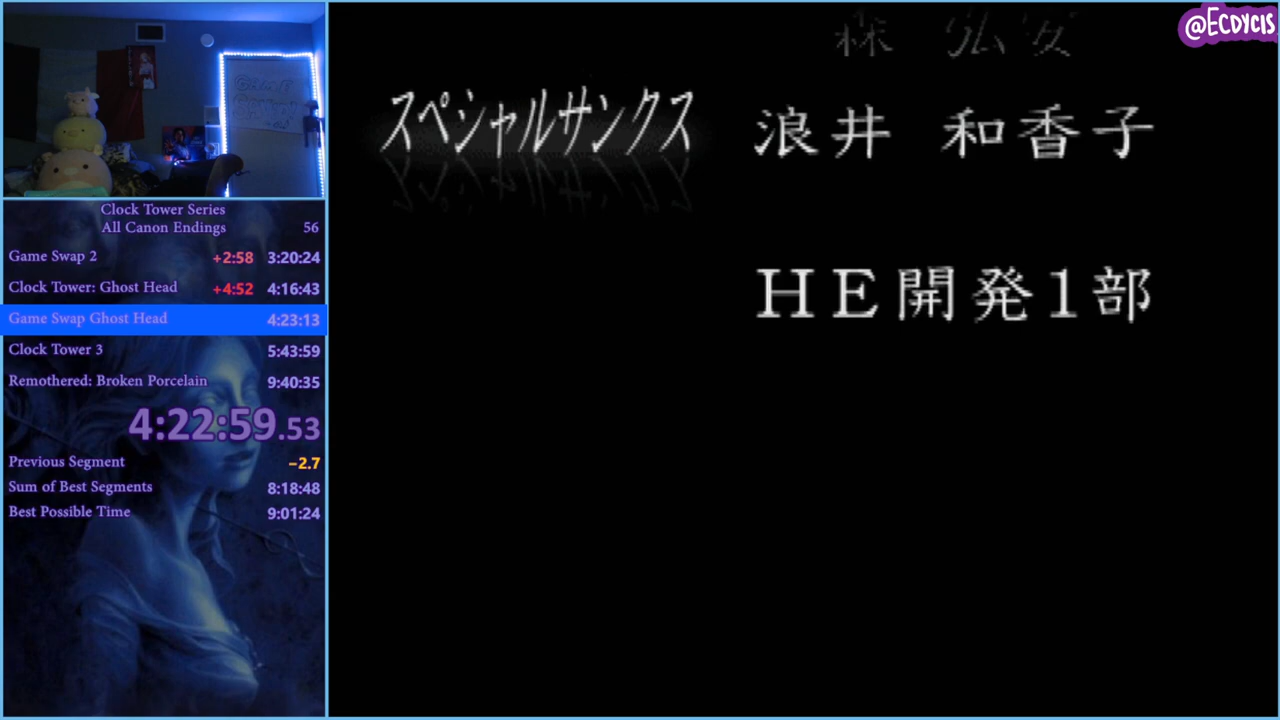 @ECDYCIS
GAME
Clock Tower Series
All Canon Endings 56
Game Swap 2 +2:58 3:20:24
Clock Tower: Ghost Head +4:52 4:16:43
Game Swap Ghost Head 4:23:13
Clock Tower 3 5:43:59
Remothered: Broken Porcelain 9:40:35
4:22:59.53
Previous Segment -2.7
Sum of Best Segments 8:18:48
Best Possible Time 9:01:24
スペシャルサンクス
浪井 和香子
HE開発1部